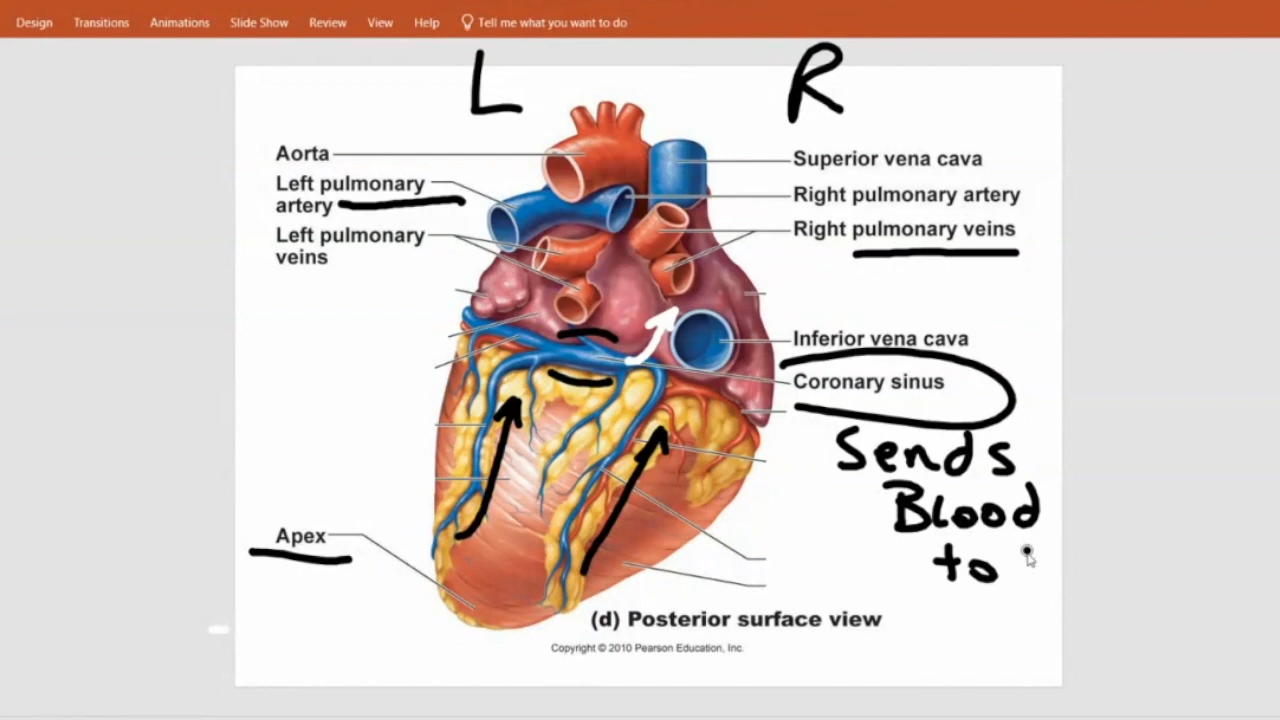 Design Transitions Animations Slide Show Review View Help Tell me what you want to do
L R
Aorta
Left pulmonary
artery
Left pulmonary
veins
Apex
Superior vena cava
Right pulmonary artery
Right pulmonary veins
Inferior vena cava
Coronary sinus
Sends
Blood
to
(d) Posterior surface view
Copyright © 2010 Pearson Education, Inc.